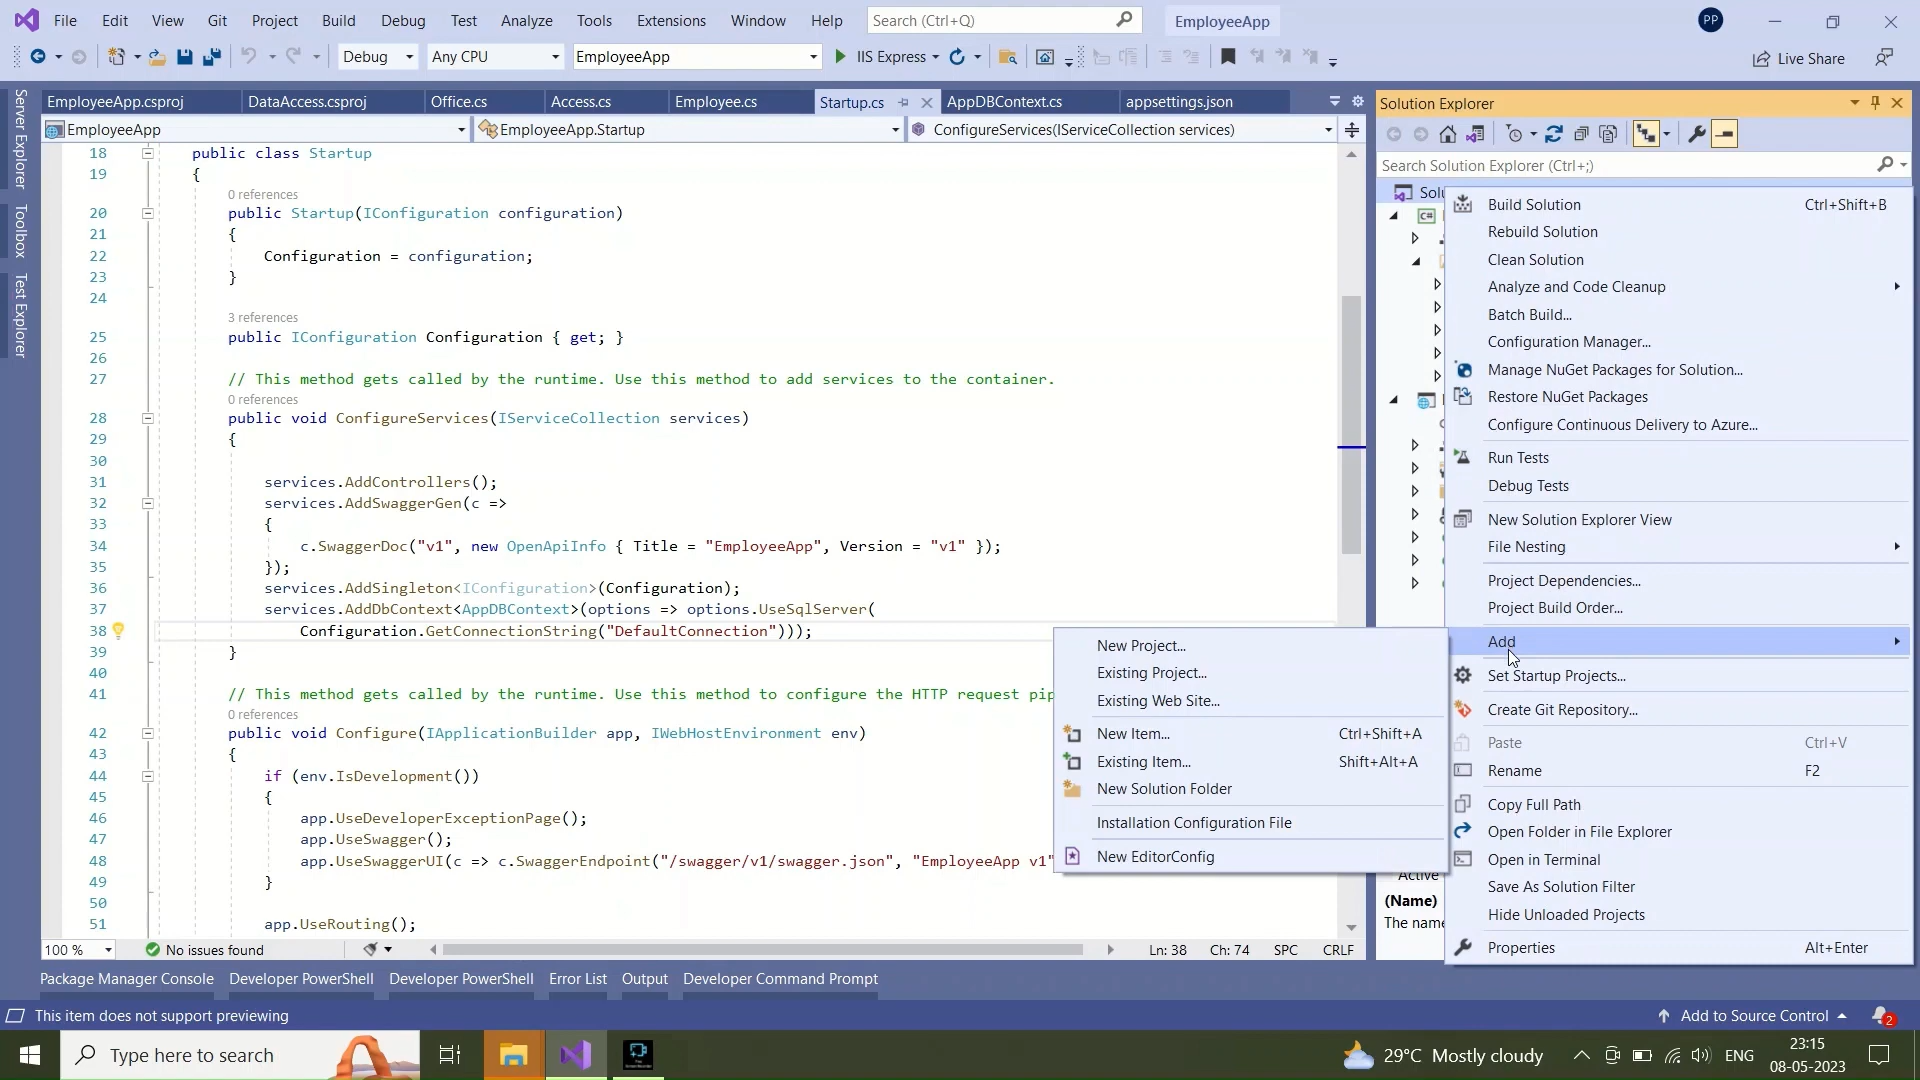 File Edit View Git Project Build Debug Test Analyze Tools Extensions Window Help Search (Ctrl+Q) EmployeeApp PP
Debug Any CPU EmployeeApp IIS Express Live Share
Server Explorer
Toolbox
Test Explorer
EmployeeApp.csproj DataAccess.csproj Office.cs Access.cs Employee.cs Startup.cs AppDBContext.cs appsettings.json
EmployeeApp EmployeeApp.Startup ConfigureServices(IServiceCollection services)
18 public class Startup
19 {
0 references
20 public Startup(IConfiguration configuration)
21 {
22 Configuration = configuration;
23 }
24
3 references
25 public IConfiguration Configuration { get; }
26
27 // This method gets called by the runtime. Use this method to add services to the container.
0 references
28 public void ConfigureServices(IServiceCollection services)
29 {
30
31 services.AddControllers();
32 services.AddSwaggerGen(c =>
33 {
34 c.SwaggerDoc("v1", new OpenApiInfo { Title = "EmployeeApp", Version = "v1" });
35 });
36 services.AddSingleton<IConfiguration>(Configuration);
37 services.AddDbContext<AppDBContext>(options => options.UseSqlServer(
38 Configuration.GetConnectionString("DefaultConnection")));
39 }
40
41 // This method gets called by the runtime. Use this method to configure the HTTP request pip
0 references
42 public void Configure(IApplicationBuilder app, IWebHostEnvironment env)
43 {
44 if (env.IsDevelopment())
45 {
46 app.UseDeveloperExceptionPage();
47 app.UseSwagger();
48 app.UseSwaggerUI(c => c.SwaggerEndpoint("/swagger/v1/swagger.json", "EmployeeApp v1"
49 }
50
51 app.UseRouting();
100 % No issues found Ln: 38 Ch: 74 SPC CRLF
New Project...
Existing Project...
Existing Web Site...
New Item... Ctrl+Shift+A
Existing Item... Shift+Alt+A
New Solution Folder
Installation Configuration File
New EditorConfig
Solution Explorer
Search Solution Explorer (Ctrl+;)
Solu
C#
Build Solution Ctrl+Shift+B
Rebuild Solution
Clean Solution
Analyze and Code Cleanup
Batch Build...
Configuration Manager...
Manage NuGet Packages for Solution...
Restore NuGet Packages
Configure Continuous Delivery to Azure...
Run Tests
Debug Tests
New Solution Explorer View
File Nesting
Project Dependencies...
Project Build Order...
Add
Set Startup Projects...
Create Git Repository...
Paste Ctrl+V
Rename F2
Copy Full Path
Open Folder in File Explorer
Open in Terminal
Save As Solution Filter
Hide Unloaded Projects
Properties Alt+Enter
Active
(Name)
The name
Package Manager Console Developer PowerShell Developer PowerShell Error List Output Developer Command Prompt
This item does not support previewing Add to Source Control 2
Type here to search 29°C Mostly cloudy ENG 23:15
08-05-2023